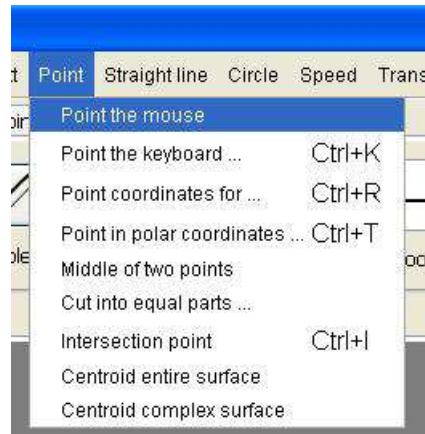 Point Straight line Circle Speed Trans
Point the mouse
Point the keyboard ... Ctrl+K
Point coordinates for ... Ctrl+R
Point in polar coordinates ... Ctrl+T
Middle of two points
Cut into equal parts ...
Intersection point Ctrl+I
Centroid entire surface
Centroid complex surface